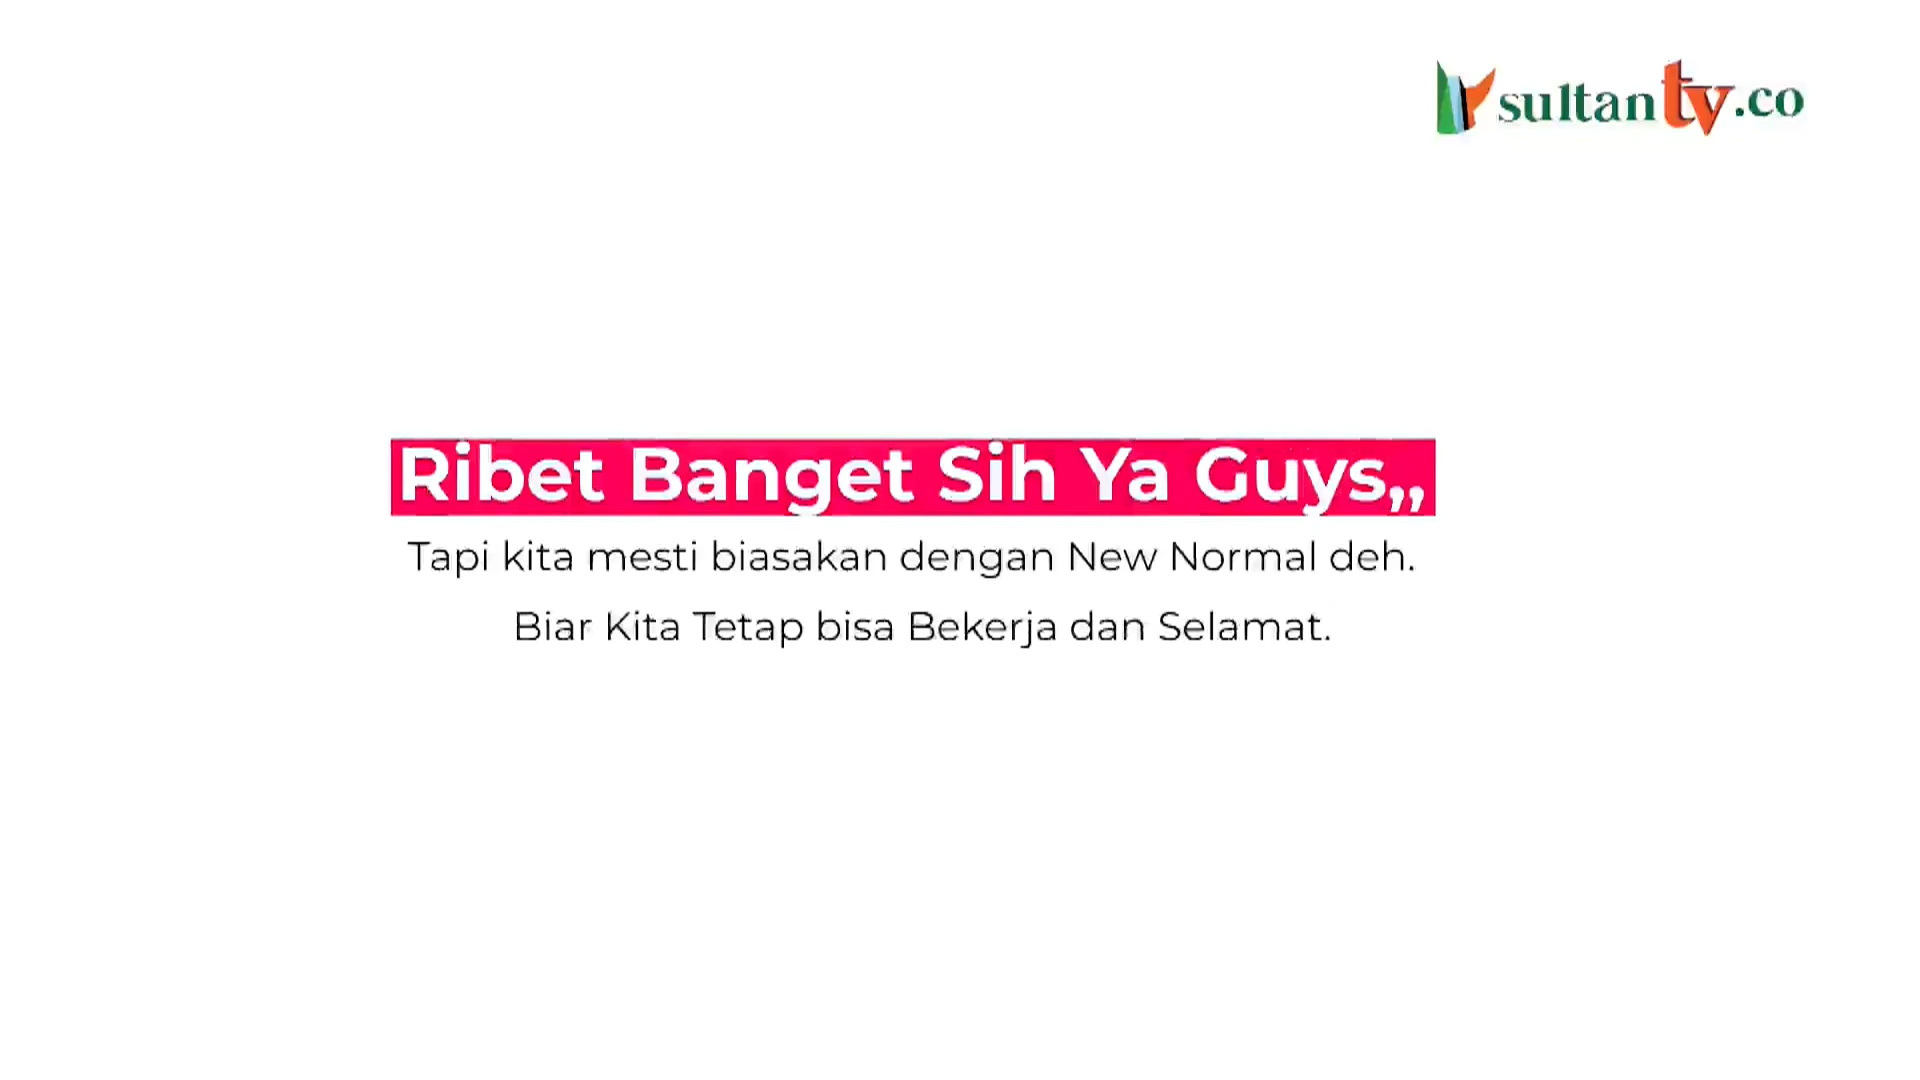 sultantv.co
Ribet Banget Sih Ya Guys,,
Tapi kita mesti biasakan dengan New Normal deh.
Biar Kita Tetap bisa Bekerja dan Selamat.